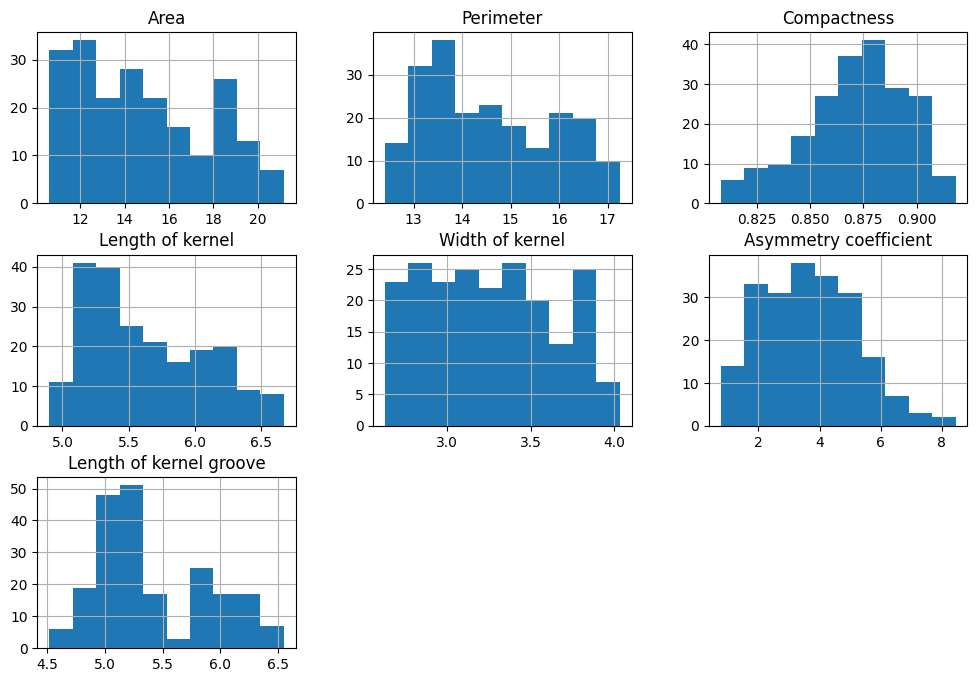 Area
Perimeter
Compactness
30
20
10
0
12 14 16 18 20
30
20
10
0
13 14 15 16 17
40
30
20
10
0
0.825 0.850 0.875 0.900
Length of kernel
Width of kernel
Asymmetry coefficient
40
30
20
10
0
5.0 5.5 6.0 6.5
25
20
15
10
5
0
3.0 3.5 4.0
30
20
10
0
2 4 6 8
Length of kernel groove
50
40
30
20
10
0
4.5 5.0 5.5 6.0 6.5